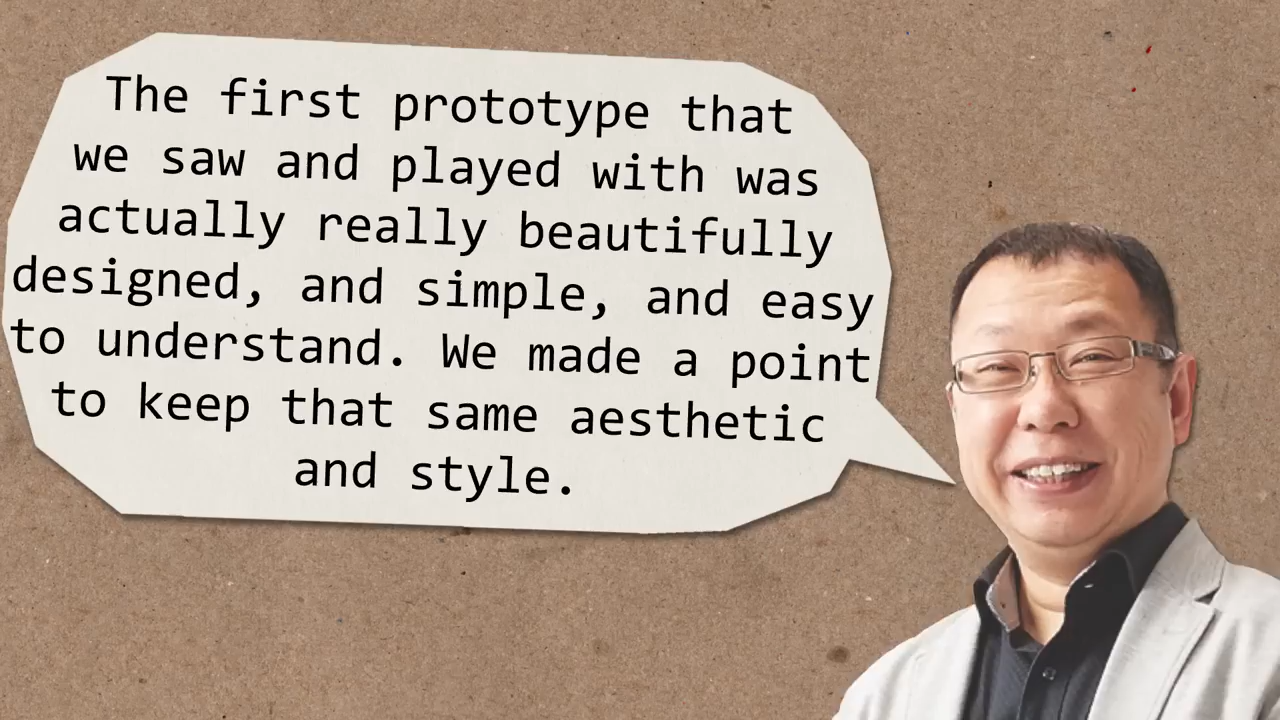 The first prototype that
we saw and played with was
actually really beautifully
designed, and simple, and easy
to understand. We made a point
to keep that same aesthetic
and style.